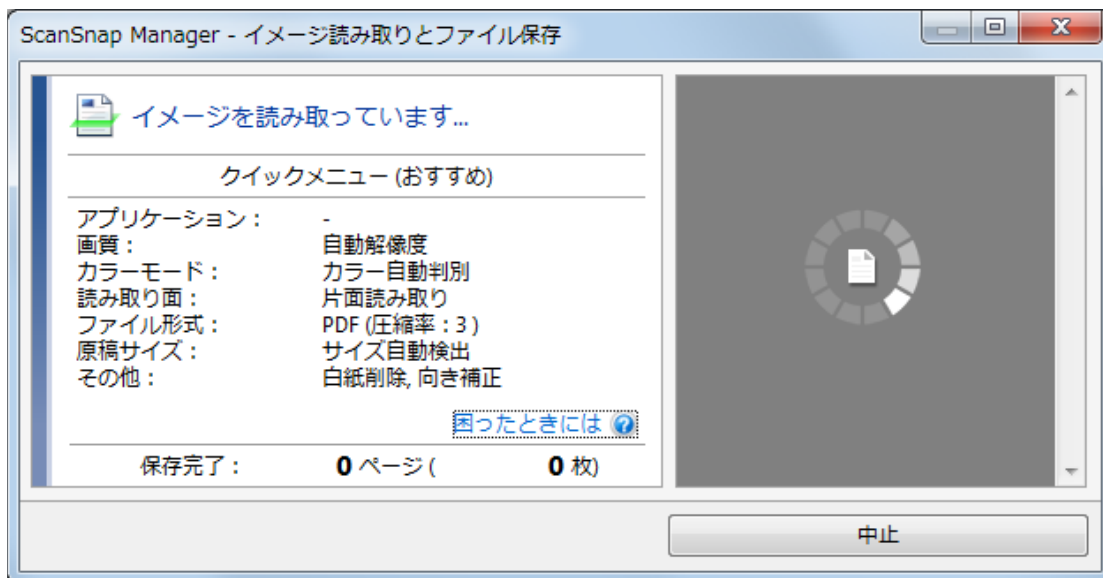 ScanSnap Manager - イメージ読み取りとファイル保存
イメージを読み取っています...
クイックメニュー (おすすめ)
アプリケーション : -
画質 : 自動解像度
カラーモード : カラー自動判別
読み取り面 : 片面読み取り
ファイル形式 : PDF (圧縮率 : 3 )
原稿サイズ : サイズ自動検出
その他 : 白紙削除, 向き補正
困ったときには ?
保存完了 : 0 ページ ( 0 枚)
中止